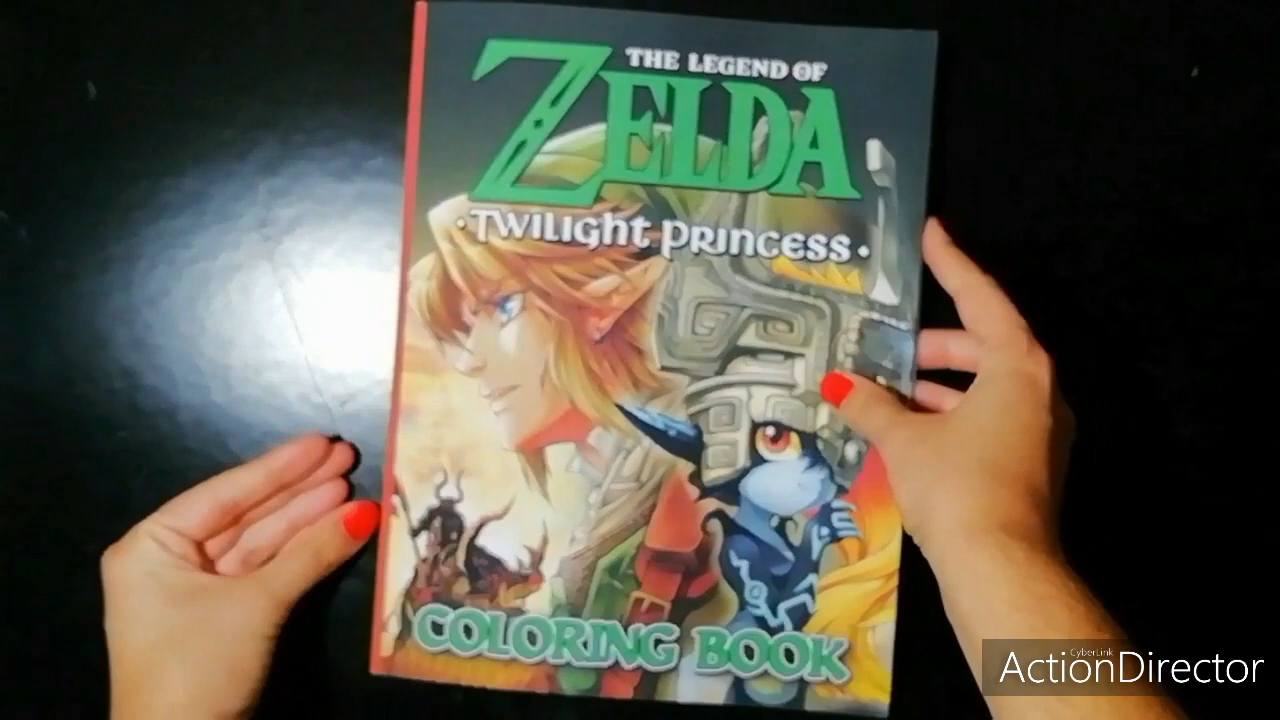 THE LEGEND OF
ZELDA
·TWILIGHT PRINCESS·
COLORING BOOK
CyberLink
ActionDirector